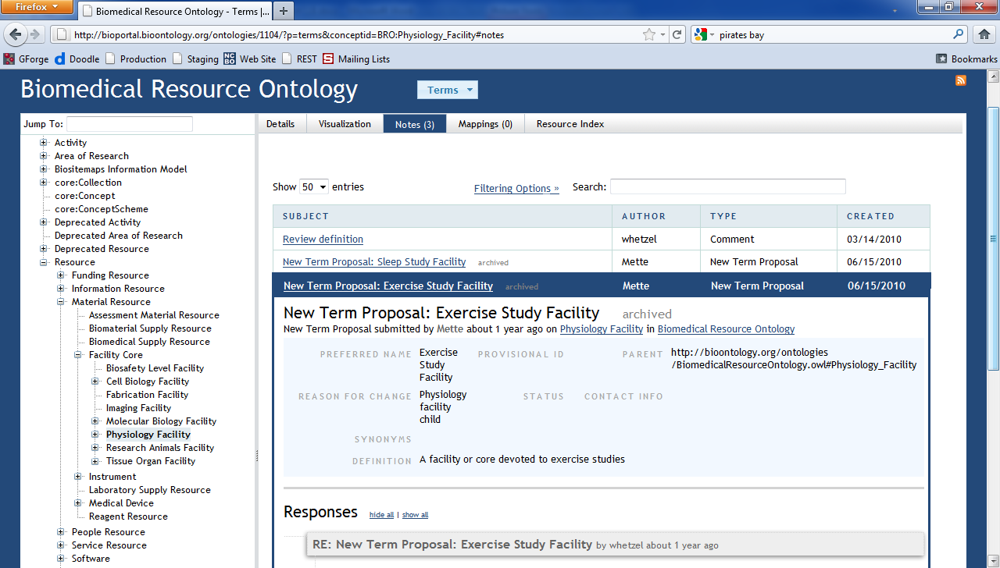 Firefox
Biomedical Resource Ontology - Terms |...
http://bioportal.bioontology.org/ontologies/1104/?p=terms&conceptid=BRO:Physiology_Facility#notes
pirates bay
GForge Doodle Production Staging NCBO Web Site REST Mailing Lists Bookmarks
Biomedical Resource Ontology
Terms
Jump To:
Activity
Area of Research
Biositemaps Information Model
core:Collection
core:Concept
core:ConceptScheme
Deprecated Activity
Deprecated Area of Research
Deprecated Resource
Resource
Funding Resource
Information Resource
Material Resource
Assessment Material Resource
Biomaterial Supply Resource
Biomedical Supply Resource
Facility Core
Biosafety Level Facility
Cell Biology Facility
Fabrication Facility
Imaging Facility
Molecular Biology Facility
Physiology Facility
Research Animals Facility
Tissue Organ Facility
Instrument
Laboratory Supply Resource
Medical Device
Reagent Resource
People Resource
Service Resource
Software
Details Visualization Notes (3) Mappings (0) Resource Index
Show 50 entries Filtering Options » Search:
SUBJECT AUTHOR TYPE CREATED
Review definition whetzel Comment 03/14/2010
New Term Proposal: Sleep Study Facility archived Mette New Term Proposal 06/15/2010
New Term Proposal: Exercise Study Facility archived Mette New Term Proposal 06/15/2010
New Term Proposal: Exercise Study Facility archived
New Term Proposal submitted by Mette about 1 year ago on Physiology Facility in Biomedical Resource Ontology
PREFERRED NAME Exercise Study Facility PROVISIONAL ID PARENT http://bioontology.org/ontologies
/BiomedicalResourceOntology.owl#Physiology_Facility
REASON FOR CHANGE Physiology facility child STATUS CONTACT INFO
SYNONYMS
DEFINITION A facility or core devoted to exercise studies
Responses hide all | show all
RE: New Term Proposal: Exercise Study Facility by whetzel about 1 year ago